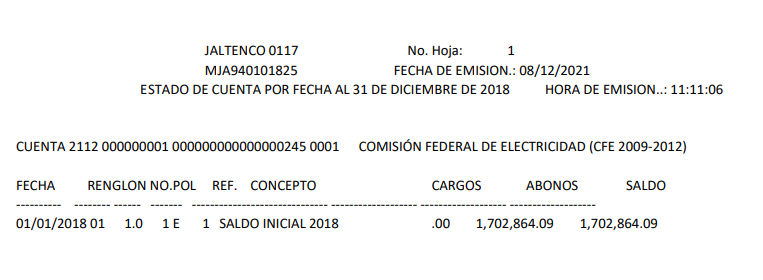 JALTENCO 0117 No. Hoja: 1
MJA940101825 FECHA DE EMISION.: 08/12/2021
ESTADO DE CUENTA POR FECHA AL 31 DE DICIEMBRE DE 2018 HORA DE EMISION..: 11:11:06
CUENTA 2112 000000001 000000000000000245 0001 COMISIÓN FEDERAL DE ELECTRICIDAD (CFE 2009-2012)
FECHA RENGLON NO.POL REF. CONCEPTO CARGOS ABONOS SALDO
---------- -------- ------ ------- ------------------------------ ------------------- ------------------- -------------------
01/01/2018 01 1.0 1 E 1 SALDO INICIAL 2018 .00 1,702,864.09 1,702,864.09